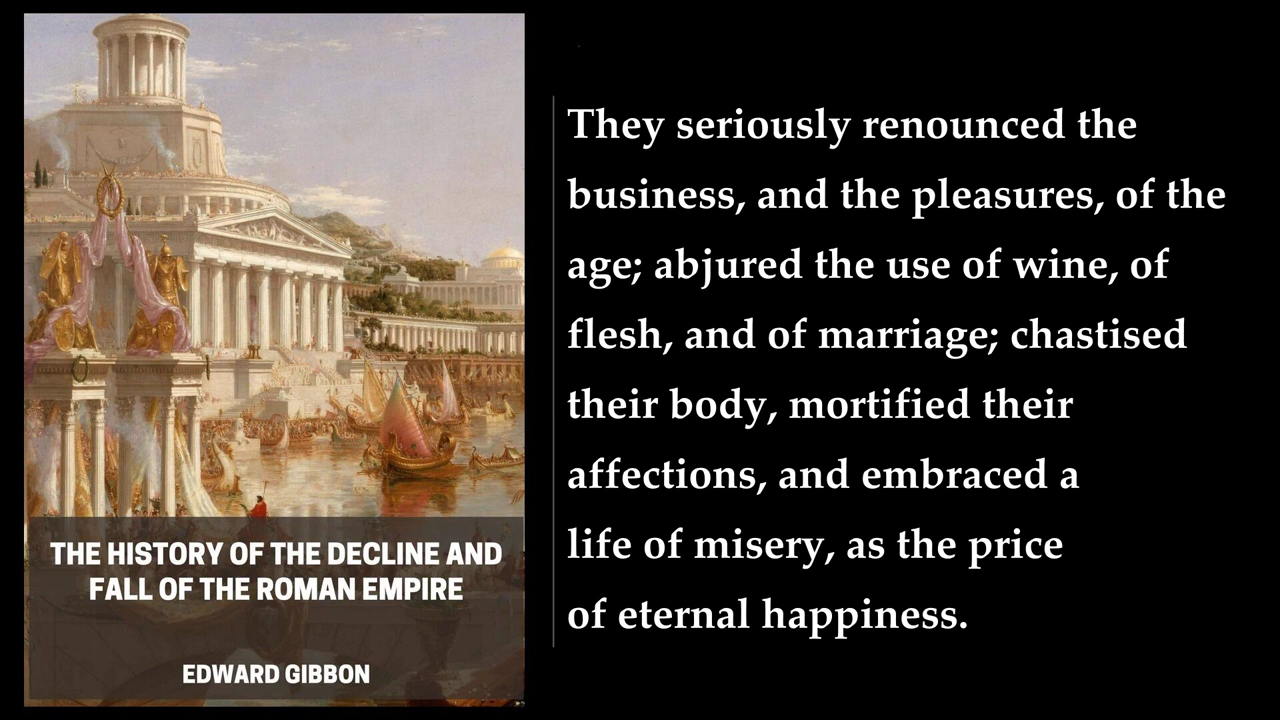 THE HISTORY OF THE DECLINE AND
FALL OF THE ROMAN EMPIRE
EDWARD GIBBON
They seriously renounced the
business, and the pleasures, of the
age; abjured the use of wine, of
flesh, and of marriage; chastised
their body, mortified their
affections, and embraced a
life of misery, as the price
of eternal happiness.